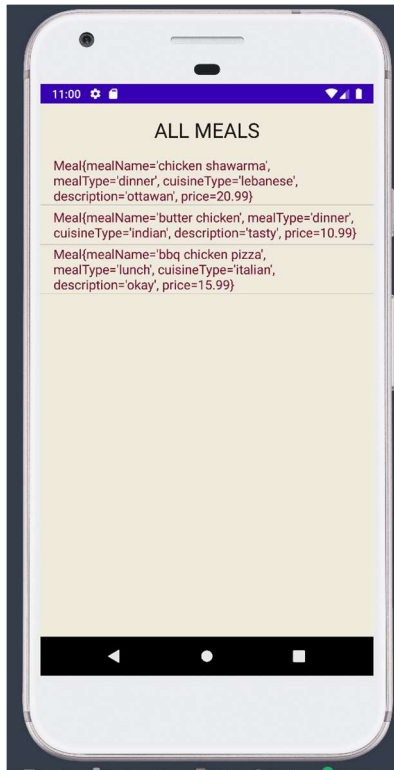 11:00
ALL MEALS
Meal{mealName='chicken shawarma',
mealType='dinner', cuisineType='lebanese',
description='ottawan', price=20.99}
Meal{mealName='butter chicken', mealType='dinner',
cuisineType='indian', description='tasty', price=10.99}
Meal{mealName='bbq chicken pizza',
mealType='lunch', cuisineType='italian',
description='okay', price=15.99}